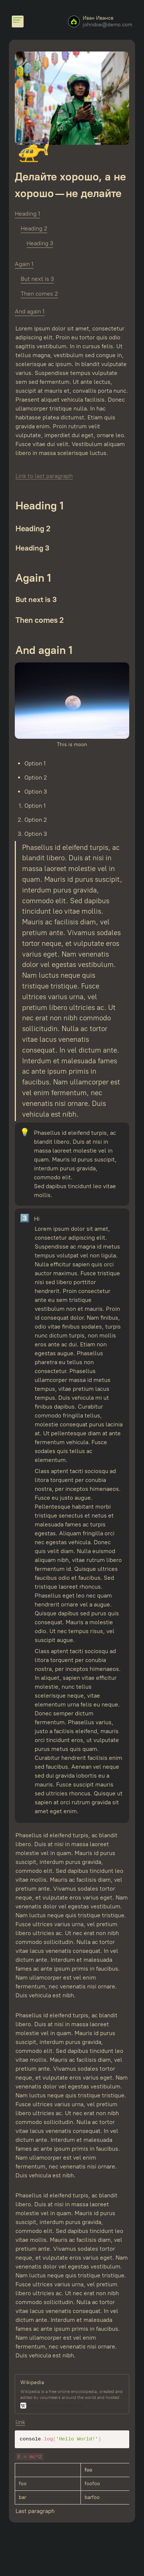 Иван Иванов
johndoe@demo.com
Делайте хорошо, а не
хорошо — не делайте
Heading 1
Heading 2
Heading 3
Again 1
But next is 3
Then comes 2
And again 1
Lorem ipsum dolor sit amet, consectetur
adipiscing elit. Proin eu tortor quis odio
sagittis vestibulum. In cursus felis. Ut
tellus magna, vestibulum sed congue in,
scelerisque ac ipsum. In blandit vulputate
varius. Suspendisse tempus vulputate
sem sed fermentum. Ut ante lectus,
suscipit at mauris et, convallis porta nunc.
Praesent aliquet vehicula facilisis. Donec
ullamcorper tristique nulla. In hac
habitasse platea dictumst. Etiam quis
gravida enim. Proin rutrum velit
vulputate, imperdiet dui eget, ornare leo.
Fusce vitae dui velit. Vestibulum aliquam
libero in massa scelerisque luctus.
Link to last paragraph
Heading 1
Heading 2
Heading 3
Again 1
But next is 3
Then comes 2
And again 1
This is moon
• Option 1
• Option 2
• Option 3
1. Option 1
2. Option 2
3. Option 3
Phasellus id eleifend turpis, ac
blandit libero. Duis at nisi in
massa laoreet molestie vel in
quam. Mauris id purus suscipit,
interdum purus gravida,
commodo elit. Sed dapibus
tincidunt leo vitae mollis.
Mauris ac facilisis diam, vel
pretium ante. Vivamus sodales
tortor neque, et vulputate eros
varius eget. Nam venenatis
dolor vel egestas vestibulum.
Nam luctus neque quis
tristique tristique. Fusce
ultrices varius urna, vel
pretium libero ultricies ac. Ut
nec erat non nibh commodo
sollicitudin. Nulla ac tortor
vitae lacus venenatis
consequat. In vel dictum ante.
Interdum et malesuada fames
ac ante ipsum primis in
faucibus. Nam ullamcorper est
vel enim fermentum, nec
venenatis nisi ornare. Duis
vehicula est nibh.
Phasellus id eleifend turpis, ac
blandit libero. Duis at nisi in
massa laoreet molestie vel in
quam. Mauris id purus suscipit,
interdum purus gravida,
commodo elit.
Sed dapibus tincidunt leo vitae
mollis.
3 Hi
Lorem ipsum dolor sit amet,
consectetur adipiscing elit.
Suspendisse ac magna id metus
tempus volutpat vel non ligula.
Nulla efficitur sapien quis orci
auctor maximus. Fusce tristique
nisi sed libero porttitor
hendrerit. Proin consectetur
ante eu sem tristique
vestibulum non et mauris. Proin
id consequat dolor. Nam finibus,
odio vitae finibus sodales, turpis
nunc dictum turpis, non mollis
eros ante ac dui. Etiam non
egestas augue. Phasellus
pharetra eu tellus non
consectetur. Phasellus
ullamcorper massa id metus
tempus, vitae pretium lacus
tempus. Duis vehicula mi ut
finibus dapibus. Curabitur
commodo fringilla tellus,
molestie consequat purus lacinia
at. Ut pellentesque diam at ante
fermentum vehicula. Fusce
sodales quis tellus ac
elementum.
Class aptent taciti sociosqu ad
litora torquent per conubia
nostra, per inceptos himenaeos.
Fusce eu justo augue.
Pellentesque habitant morbi
tristique senectus et netus et
malesuada fames ac turpis
egestas. Aliquam fringilla orci
nec egestas vehicula. Donec
quis velit diam. Nulla euismod
aliquam nibh, vitae rutrum libero
fermentum id. Quisque ultrices
faucibus odio et faucibus. Sed
tristique laoreet rhoncus.
Phasellus eget leo nec quam
hendrerit ornare vel a augue.
Quisque dapibus sed purus quis
consequat. Mauris a molestie
odio. Ut nec tempus risus, vel
suscipit augue.
Class aptent taciti sociosqu ad
litora torquent per conubia
nostra, per inceptos himenaeos.
In aliquet, sapien vitae efficitur
molestie, nunc tellus
scelerisque neque, vitae
elementum urna felis eu neque.
Donec semper dictum
fermentum. Phasellus varius,
justo a facilisis eleifend, mauris
orci tincidunt eros, ut vulputate
purus metus quis quam.
Curabitur hendrerit facilisis enim
sed faucibus. Aenean vel neque
sed dui gravida lobortis eu a
mauris. Fusce suscipit mauris
sed ultricies rhoncus. Quisque ut
sapien at orci rutrum gravida sit
amet eget enim.
Phasellus id eleifend turpis, ac blandit
libero. Duis at nisi in massa laoreet
molestie vel in quam. Mauris id purus
suscipit, interdum purus gravida,
commodo elit. Sed dapibus tincidunt leo
vitae mollis. Mauris ac facilisis diam, vel
pretium ante. Vivamus sodales tortor
neque, et vulputate eros varius eget. Nam
venenatis dolor vel egestas vestibulum.
Nam luctus neque quis tristique tristique.
Fusce ultrices varius urna, vel pretium
libero ultricies ac. Ut nec erat non nibh
commodo sollicitudin. Nulla ac tortor
vitae lacus venenatis consequat. In vel
dictum ante. Interdum et malesuada
fames ac ante ipsum primis in faucibus.
Nam ullamcorper est vel enim
fermentum, nec venenatis nisi ornare.
Duis vehicula est nibh.
Phasellus id eleifend turpis, ac blandit
libero. Duis at nisi in massa laoreet
molestie vel in quam. Mauris id purus
suscipit, interdum purus gravida,
commodo elit. Sed dapibus tincidunt leo
vitae mollis. Mauris ac facilisis diam, vel
pretium ante. Vivamus sodales tortor
neque, et vulputate eros varius eget. Nam
venenatis dolor vel egestas vestibulum.
Nam luctus neque quis tristique tristique.
Fusce ultrices varius urna, vel pretium
libero ultricies ac. Ut nec erat non nibh
commodo sollicitudin. Nulla ac tortor
vitae lacus venenatis consequat. In vel
dictum ante. Interdum et malesuada
fames ac ante ipsum primis in faucibus.
Nam ullamcorper est vel enim
fermentum, nec venenatis nisi ornare.
Duis vehicula est nibh.
Phasellus id eleifend turpis, ac blandit
libero. Duis at nisi in massa laoreet
molestie vel in quam. Mauris id purus
suscipit, interdum purus gravida,
commodo elit. Sed dapibus tincidunt leo
vitae mollis. Mauris ac facilisis diam, vel
pretium ante. Vivamus sodales tortor
neque, et vulputate eros varius eget. Nam
venenatis dolor vel egestas vestibulum.
Nam luctus neque quis tristique tristique.
Fusce ultrices varius urna, vel pretium
libero ultricies ac. Ut nec erat non nibh
commodo sollicitudin. Nulla ac tortor
vitae lacus venenatis consequat. In vel
dictum ante. Interdum et malesuada
fames ac ante ipsum primis in faucibus.
Nam ullamcorper est vel enim
fermentum, nec venenatis nisi ornare.
Duis vehicula est nibh.
Wikipedia
Wikipedia is a free online encyclopedia, created and
edited by volunteers around the world and hosted
link
console.log('Hello World!')
E = mc^2
foo
foo foofoo
bar barfoo
Last paragraph